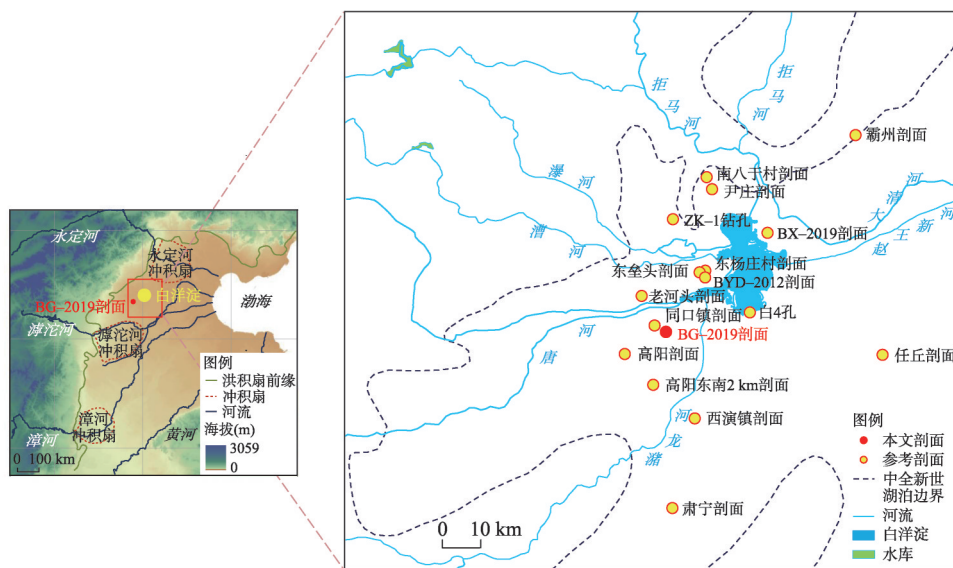 永定河
永定河
冲积扇
BG–2019剖面
白洋淀
渤海
滹沱河
滹沱河
冲积扇
漳河
冲积扇
漳河
黄河
0 100 km
图例
洪积扇前缘
冲积扇
河流
海拔(m)
3059
0
拒马河
拒马河
霸州剖面
南八于村剖面
尹庄剖面
瀑河
ZK–1钻孔
大清河
赵王新河
BX–2019剖面
漕河
东垒头剖面
东杨庄村剖面
BYD–2012剖面
老河头剖面
白4孔
同口镇剖面
BG–2019剖面
唐河
高阳剖面
任丘剖面
高阳东南2 km剖面
西演镇剖面
潴龙河
肃宁剖面
0 10 km
图例
本文剖面
参考剖面
中全新世
湖泊边界
河流
白洋淀
水库